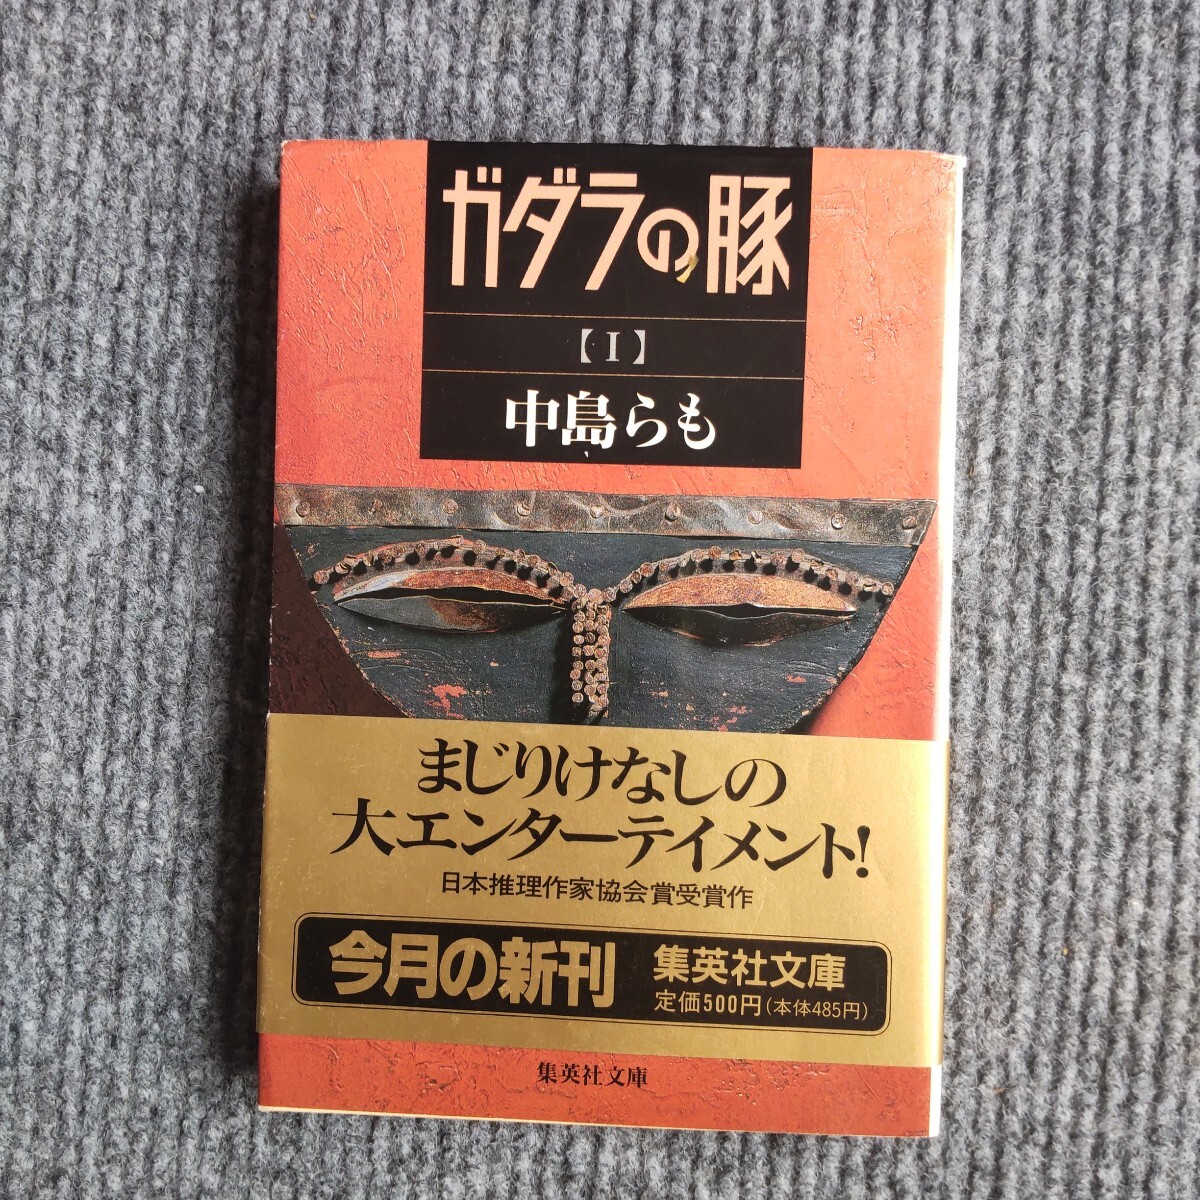 ガダラの豚
【I】
中島らも
まじりけなしの
大エンターテイメント!
日本推理作家協会賞受賞作
今月の新刊
集英社文庫
定価500円(本体485円)
集英社文庫